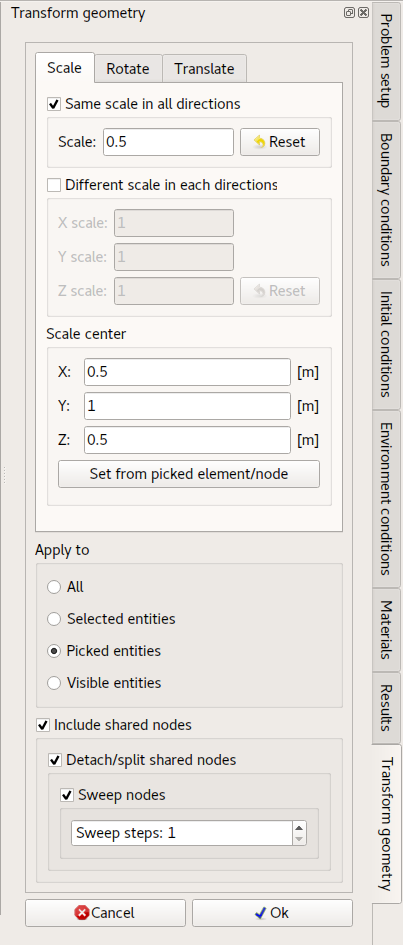 Transform geometry
Scale
Rotate
Translate
Same scale in all directions
Scale: 0.5 Reset
Different scale in each directions
X scale: 1
Y scale: 1
Z scale: 1 Reset
Scale center
X: 0.5 [m]
Y: 1 [m]
Z: 0.5 [m]
Set from picked element/node
Apply to
All
Selected entities
Picked entities
Visible entities
Include shared nodes
Detach/split shared nodes
Sweep nodes
Sweep steps: 1
Cancel
Ok
Problem setup
Boundary conditions
Initial conditions
Environment conditions
Materials
Results
Transform geometry